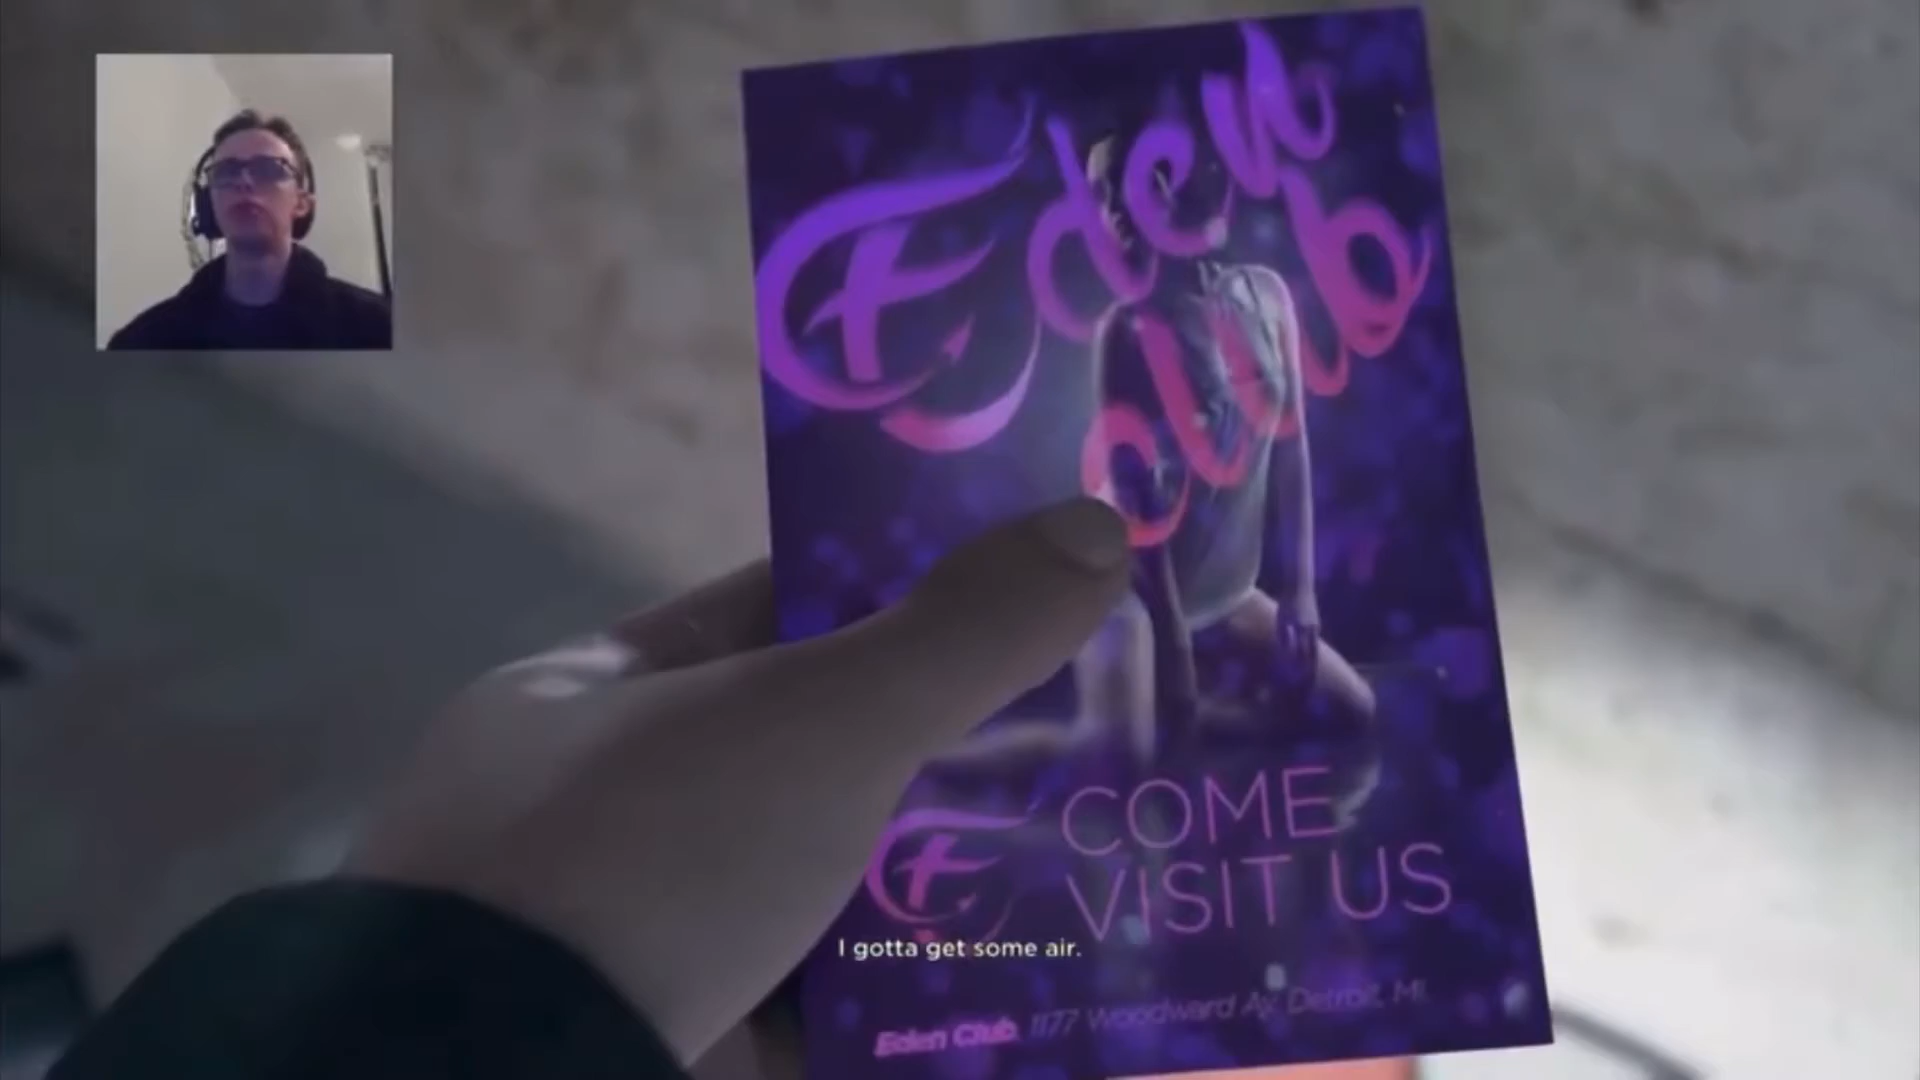 Eden
club
COME
VISIT US
I gotta get some air.
Eden Club 1177 Woodward Av. Detroit, MI.